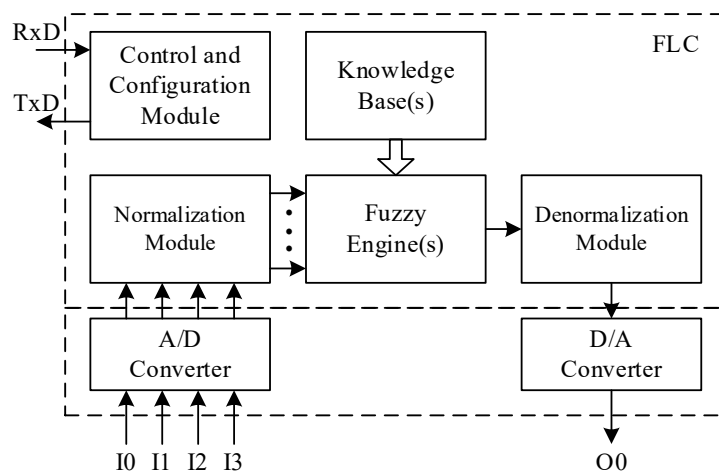 RxD
TxD
Control and
Configuration
Module
Knowledge
Base(s)
FLC
Normalization
Module
Fuzzy
Engine(s)
Denormalization
Module
A/D
Converter
D/A
Converter
I0 I1 I2 I3
O0